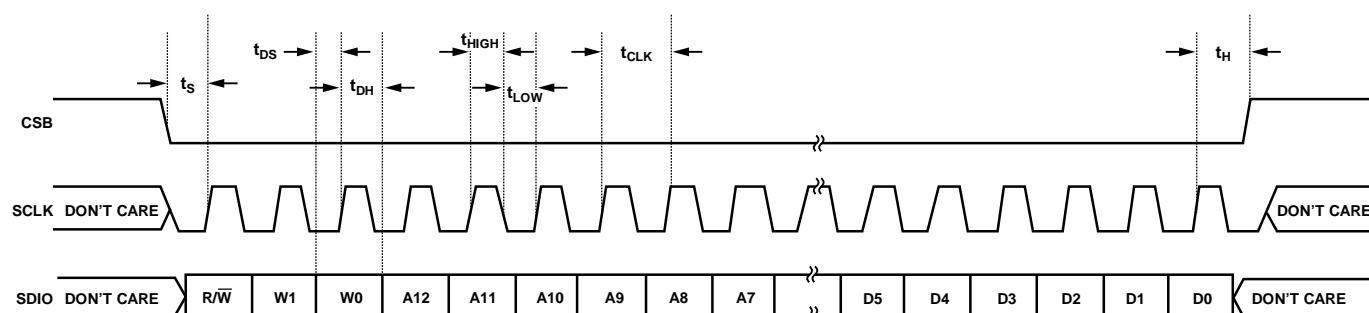 tDS
tHIGH
tCLK
tH
tS
tDH
tLOW
CSB
SCLK DON'T CARE DON'T CARE
SDIO DON'T CARE R/W̅ W1 W0 A12 A11 A10 A9 A8 A7 D5 D4 D3 D2 D1 D0 DON'T CARE